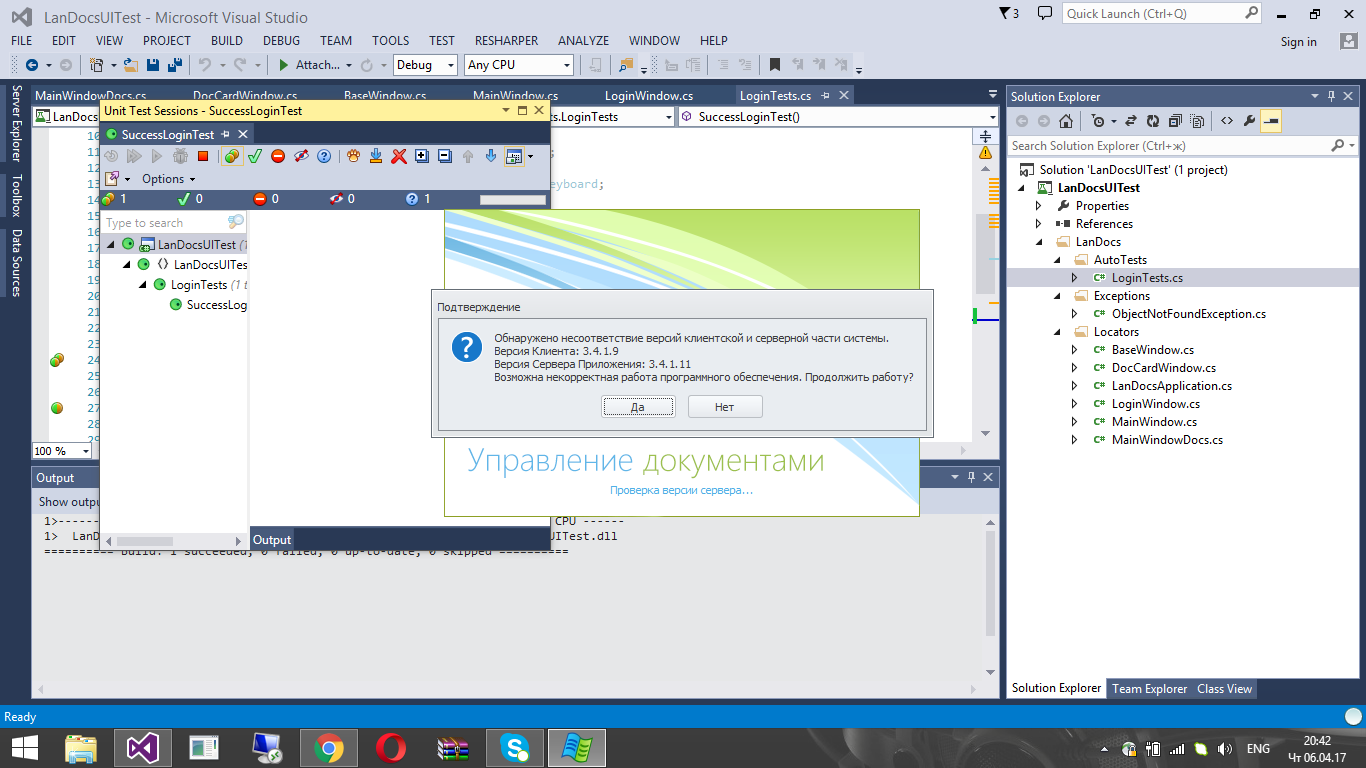 LanDocsUITest - Microsoft Visual Studio
3
Quick Launch (Ctrl+Q)
FILE EDIT VIEW PROJECT BUILD DEBUG TEAM TOOLS TEST RESHARPER ANALYZE WINDOW HELP
Sign in
Attach... Debug Any CPU
Server Explorer
Toolbox
Data Sources
MainWindowDocs.cs DocCardWindow.cs BaseWindow.cs MainWindow.cs LoginWindow.cs LoginTests.cs
LanDocs
.LoginTests SuccessLoginTest()
Unit Test Sessions - SuccessLoginTest
SuccessLoginTest
Options
1 0 0 0 1
Type to search
LanDocsUITest
LanDocsUITes
LoginTests
SuccessLog
Output
10
11
12
13
14
15
16
17
18
19
20
21
22
23
24
25
26
27
28
29
eyboard;
100 %
Подтверждение
Обнаружено несоответствие версий клиентской и серверной части системы.
Версия Клиента: 3.4.1.9
Версия Сервера Приложения: 3.4.1.11
Возможна некорректная работа программного обеспечения. Продолжить работу?
Да Нет
Управление документами
Проверка версии сервера...
Output
Show outpu
1>------ CPU ------
1> LanD UITest.dll
========== Build: 1 succeeded, 0 failed, 0 up-to-date, 0 skipped ==========
Solution Explorer
Search Solution Explorer (Ctrl+ж)
Solution 'LanDocsUITest' (1 project)
LanDocsUITest
Properties
References
LanDocs
AutoTests
LoginTests.cs
Exceptions
ObjectNotFoundException.cs
Locators
BaseWindow.cs
DocCardWindow.cs
LanDocsApplication.cs
LoginWindow.cs
MainWindow.cs
MainWindowDocs.cs
Solution Explorer Team Explorer Class View
Ready
ENG
20:42
Чт 06.04.17